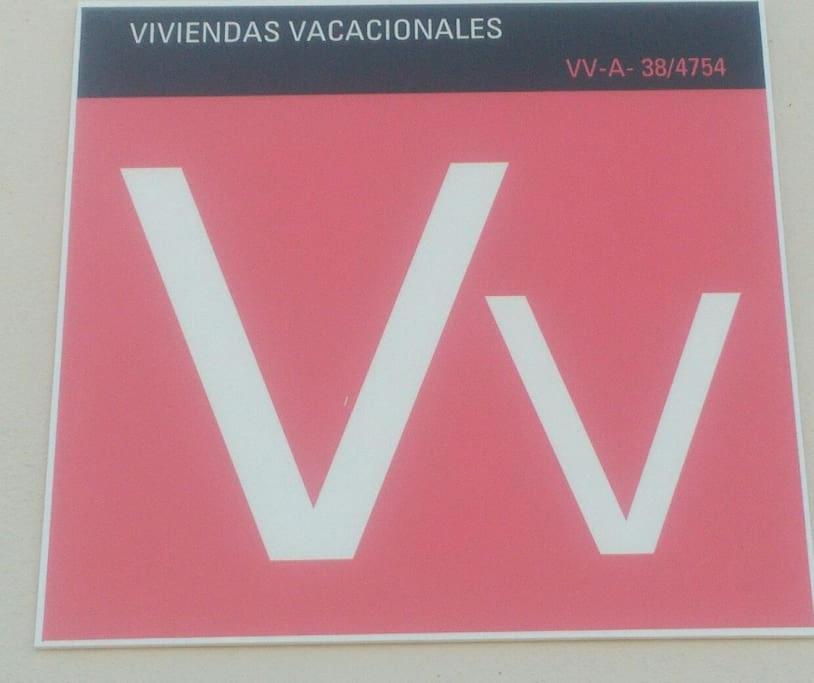 VIVIENDAS VACACIONALES
VV-A- 38/4754
Vv